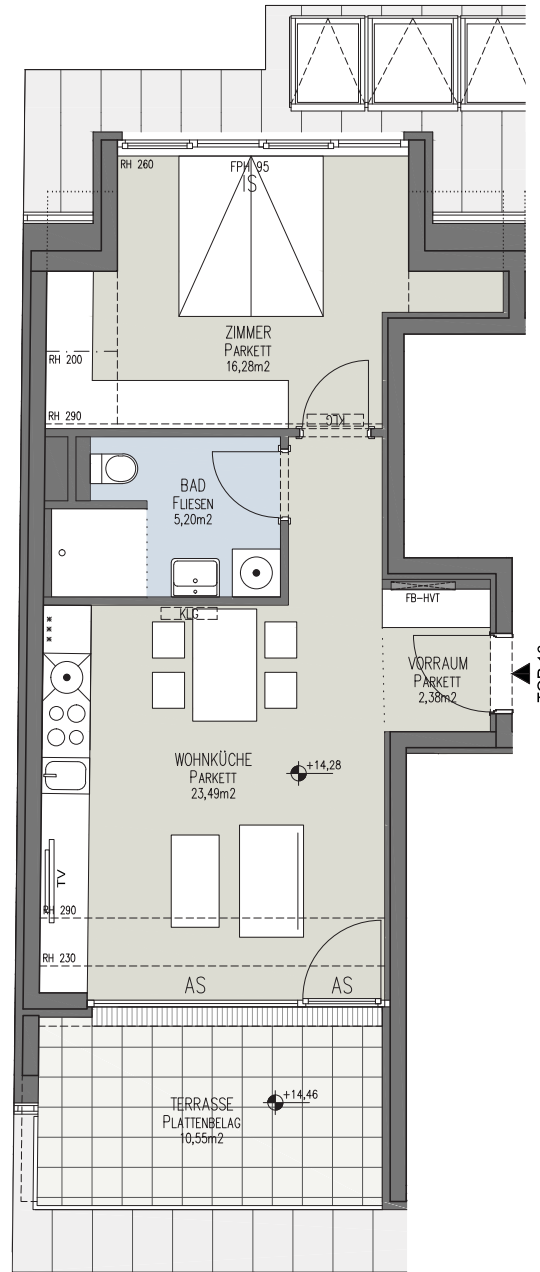 RH 260
FPH 95
IS
ZIMMER
PARKETT
16,28m2
RH 200
RH 290
KLG
BAD
FLIESEN
5,20m2
FB-HVT
KLG
VORRAUM
PARKETT
2,38m2
WOHNKÜCHE
PARKETT
23,49m2
+14,28
TV
RH 290
RH 230
AS
AS
+14,46
TERRASSE
PLATTENBELAG
10,55m2